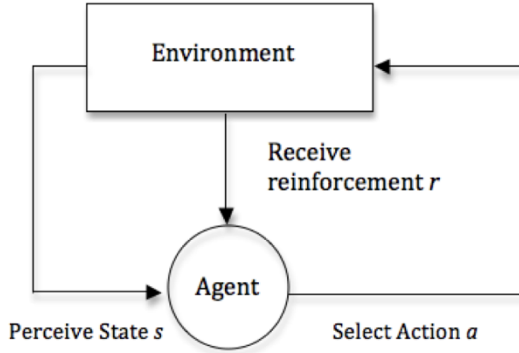 Environment
Receive
reinforcement r
Agent
Perceive State s
Select Action a